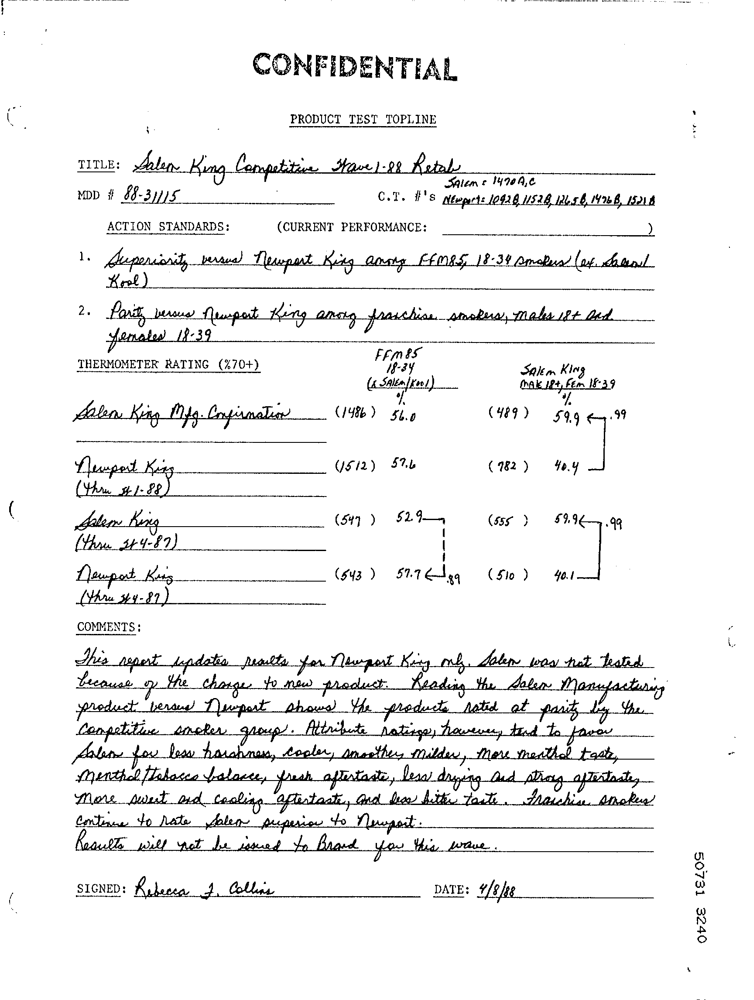 CONFIDENTIAL
PRODUCT TEST TOPLINE
TITLE: Salem King Competitive Wave 1-88 Retab
Salem: 1470 A,C
MDD # 88-31115 C.T. #'S Newport: 1092B, 1152B, 1265B, 1476B, 1521B
ACTION STANDARDS: (CURRENT PERFORMANCE: )
1. Superiority versus Newport King among FFM85, 18-34 smokers (ex. Salem/
Kool)
2. Parity versus Newport King among franchise smokers, males 18+ and
females 18-39
FFM85
THERMOMETER RATING (%70+) 18-34 Salem King
(x Salem/Kool) Male 18+, Fem 18-39
% %
Salem King Mfg. Confirmation (1486) 56.0 (489) 59.9 .99
Newport King (1512) 57.6 (782) 40.4
(Thru 1-88)
Salem King (547) 52.9 (555) 59.9 .99
(Thru 4-87)
Newport King (543) 57.7 .89 (510) 40.1
(Thru 4-87)
COMMENTS:
This report updates results for Newport King only. Salem was not tested
because of the change to new product. Reading the Salem Manufacturing
product versus Newport shows the products rated at parity by the
competitive smoker group. Attribute ratings, however, tend to favor
Salem for less harshness, cooler, smoother, milder, more menthol taste,
menthol/tobacco balance, fresh aftertaste, less drying and strong aftertaste,
more sweet and cooling aftertaste, and less bitter taste. Franchise smokers
continue to rate Salem superior to Newport.
Results will not be issued to Brand for this wave.
SIGNED: Rebecca J. Collins DATE: 4/8/88
50731 3240